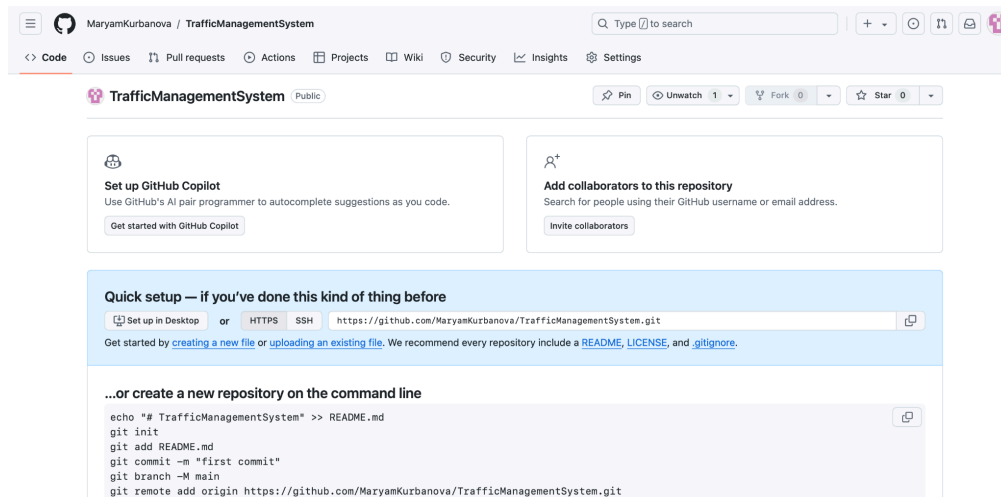 MaryamKurbanova / TrafficManagementSystem
Type / to search
<> Code
Issues
Pull requests
Actions
Projects
Wiki
Security
Insights
Settings
TrafficManagementSystem Public
Pin
Unwatch 1
Fork 0
Star 0
Set up GitHub Copilot
Use GitHub's AI pair programmer to autocomplete suggestions as you code.
Get started with GitHub Copilot
Add collaborators to this repository
Search for people using their GitHub username or email address.
Invite collaborators
Quick setup — if you've done this kind of thing before
Set up in Desktop or HTTPS SSH https://github.com/MaryamKurbanova/TrafficManagementSystem.git
Get started by creating a new file or uploading an existing file. We recommend every repository include a README, LICENSE, and .gitignore.
...or create a new repository on the command line
echo "# TrafficManagementSystem" >> README.md
git init
git add README.md
git commit -m "first commit"
git branch -M main
git remote add origin https://github.com/MaryamKurbanova/TrafficManagementSystem.git